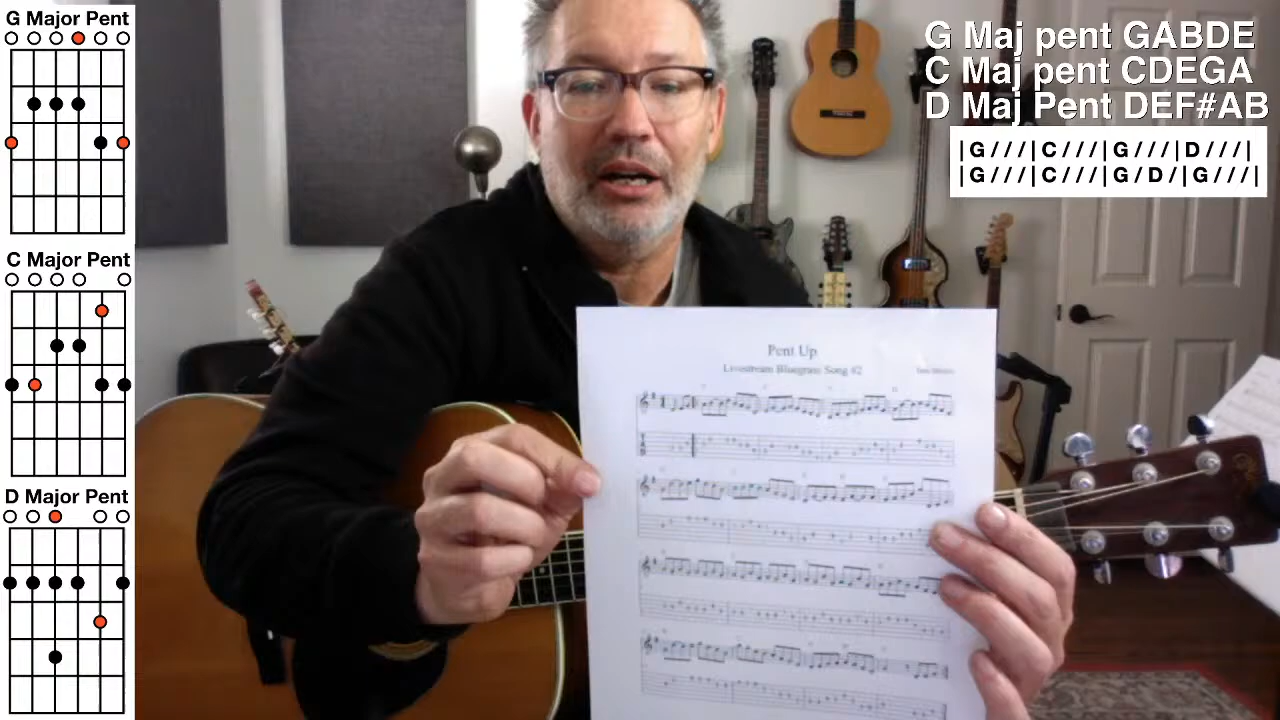 G Major Pent
C Major Pent
D Major Pent
G Maj pent GABDE
C Maj pent CDEGA
D Maj Pent DEF#AB
|G///|C///|G///|D///|
|G///|C///|G/D/|G///|
Pent Up
Livestream Bluegrass Song #2